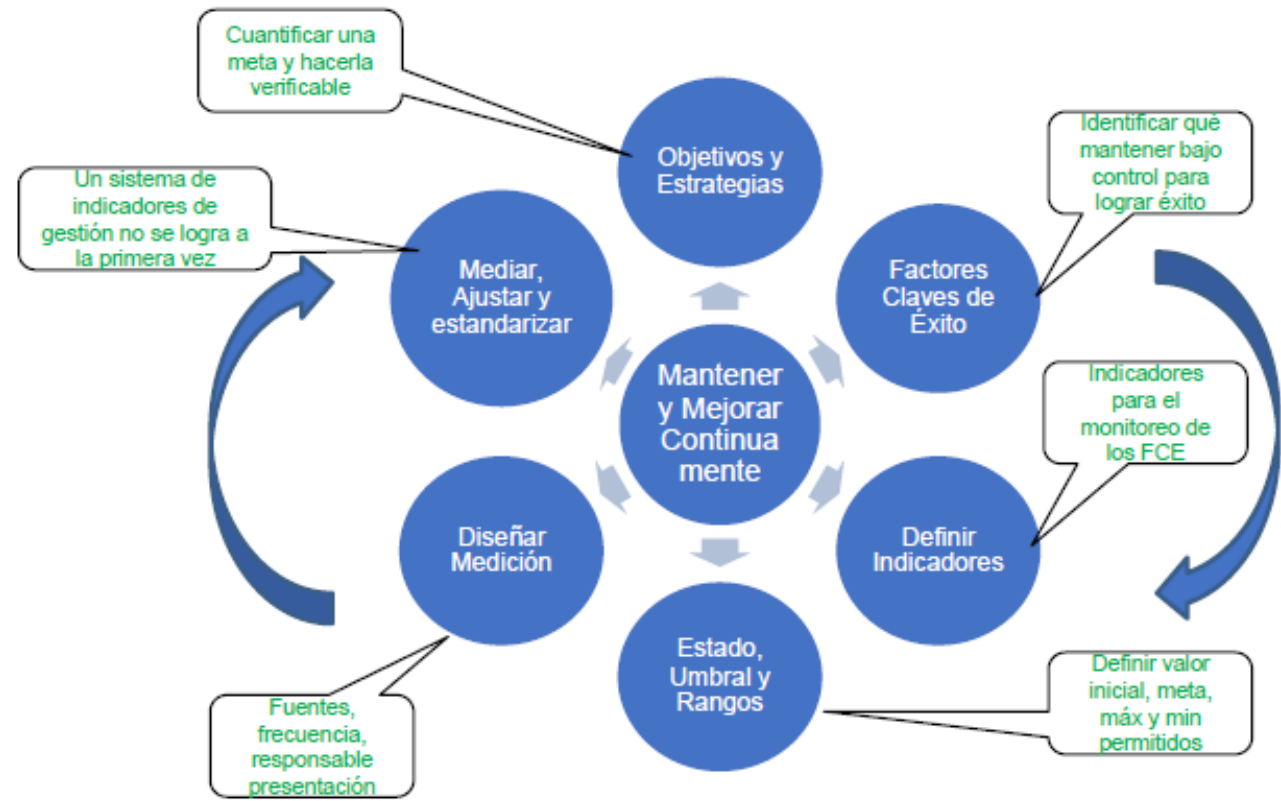 Cuantificar una
meta y hacerla
verificable
Objetivos y
Estrategias
Identificar qué
mantener bajo
control para
lograr éxito
Un sistema de
indicadores de
gestión no se logra a
la primera vez
Mediar,
Ajustar y
estandarizar
Factores
Claves de
Éxito
Mantener
y Mejorar
Continua
mente
Indicadores
para el
monitoreo de
los FCE
Diseñar
Medición
Definir
Indicadores
Estado,
Umbral y
Rangos
Definir valor
inicial, meta,
máx y min
permitidos
Fuentes,
frecuencia,
responsable
presentación